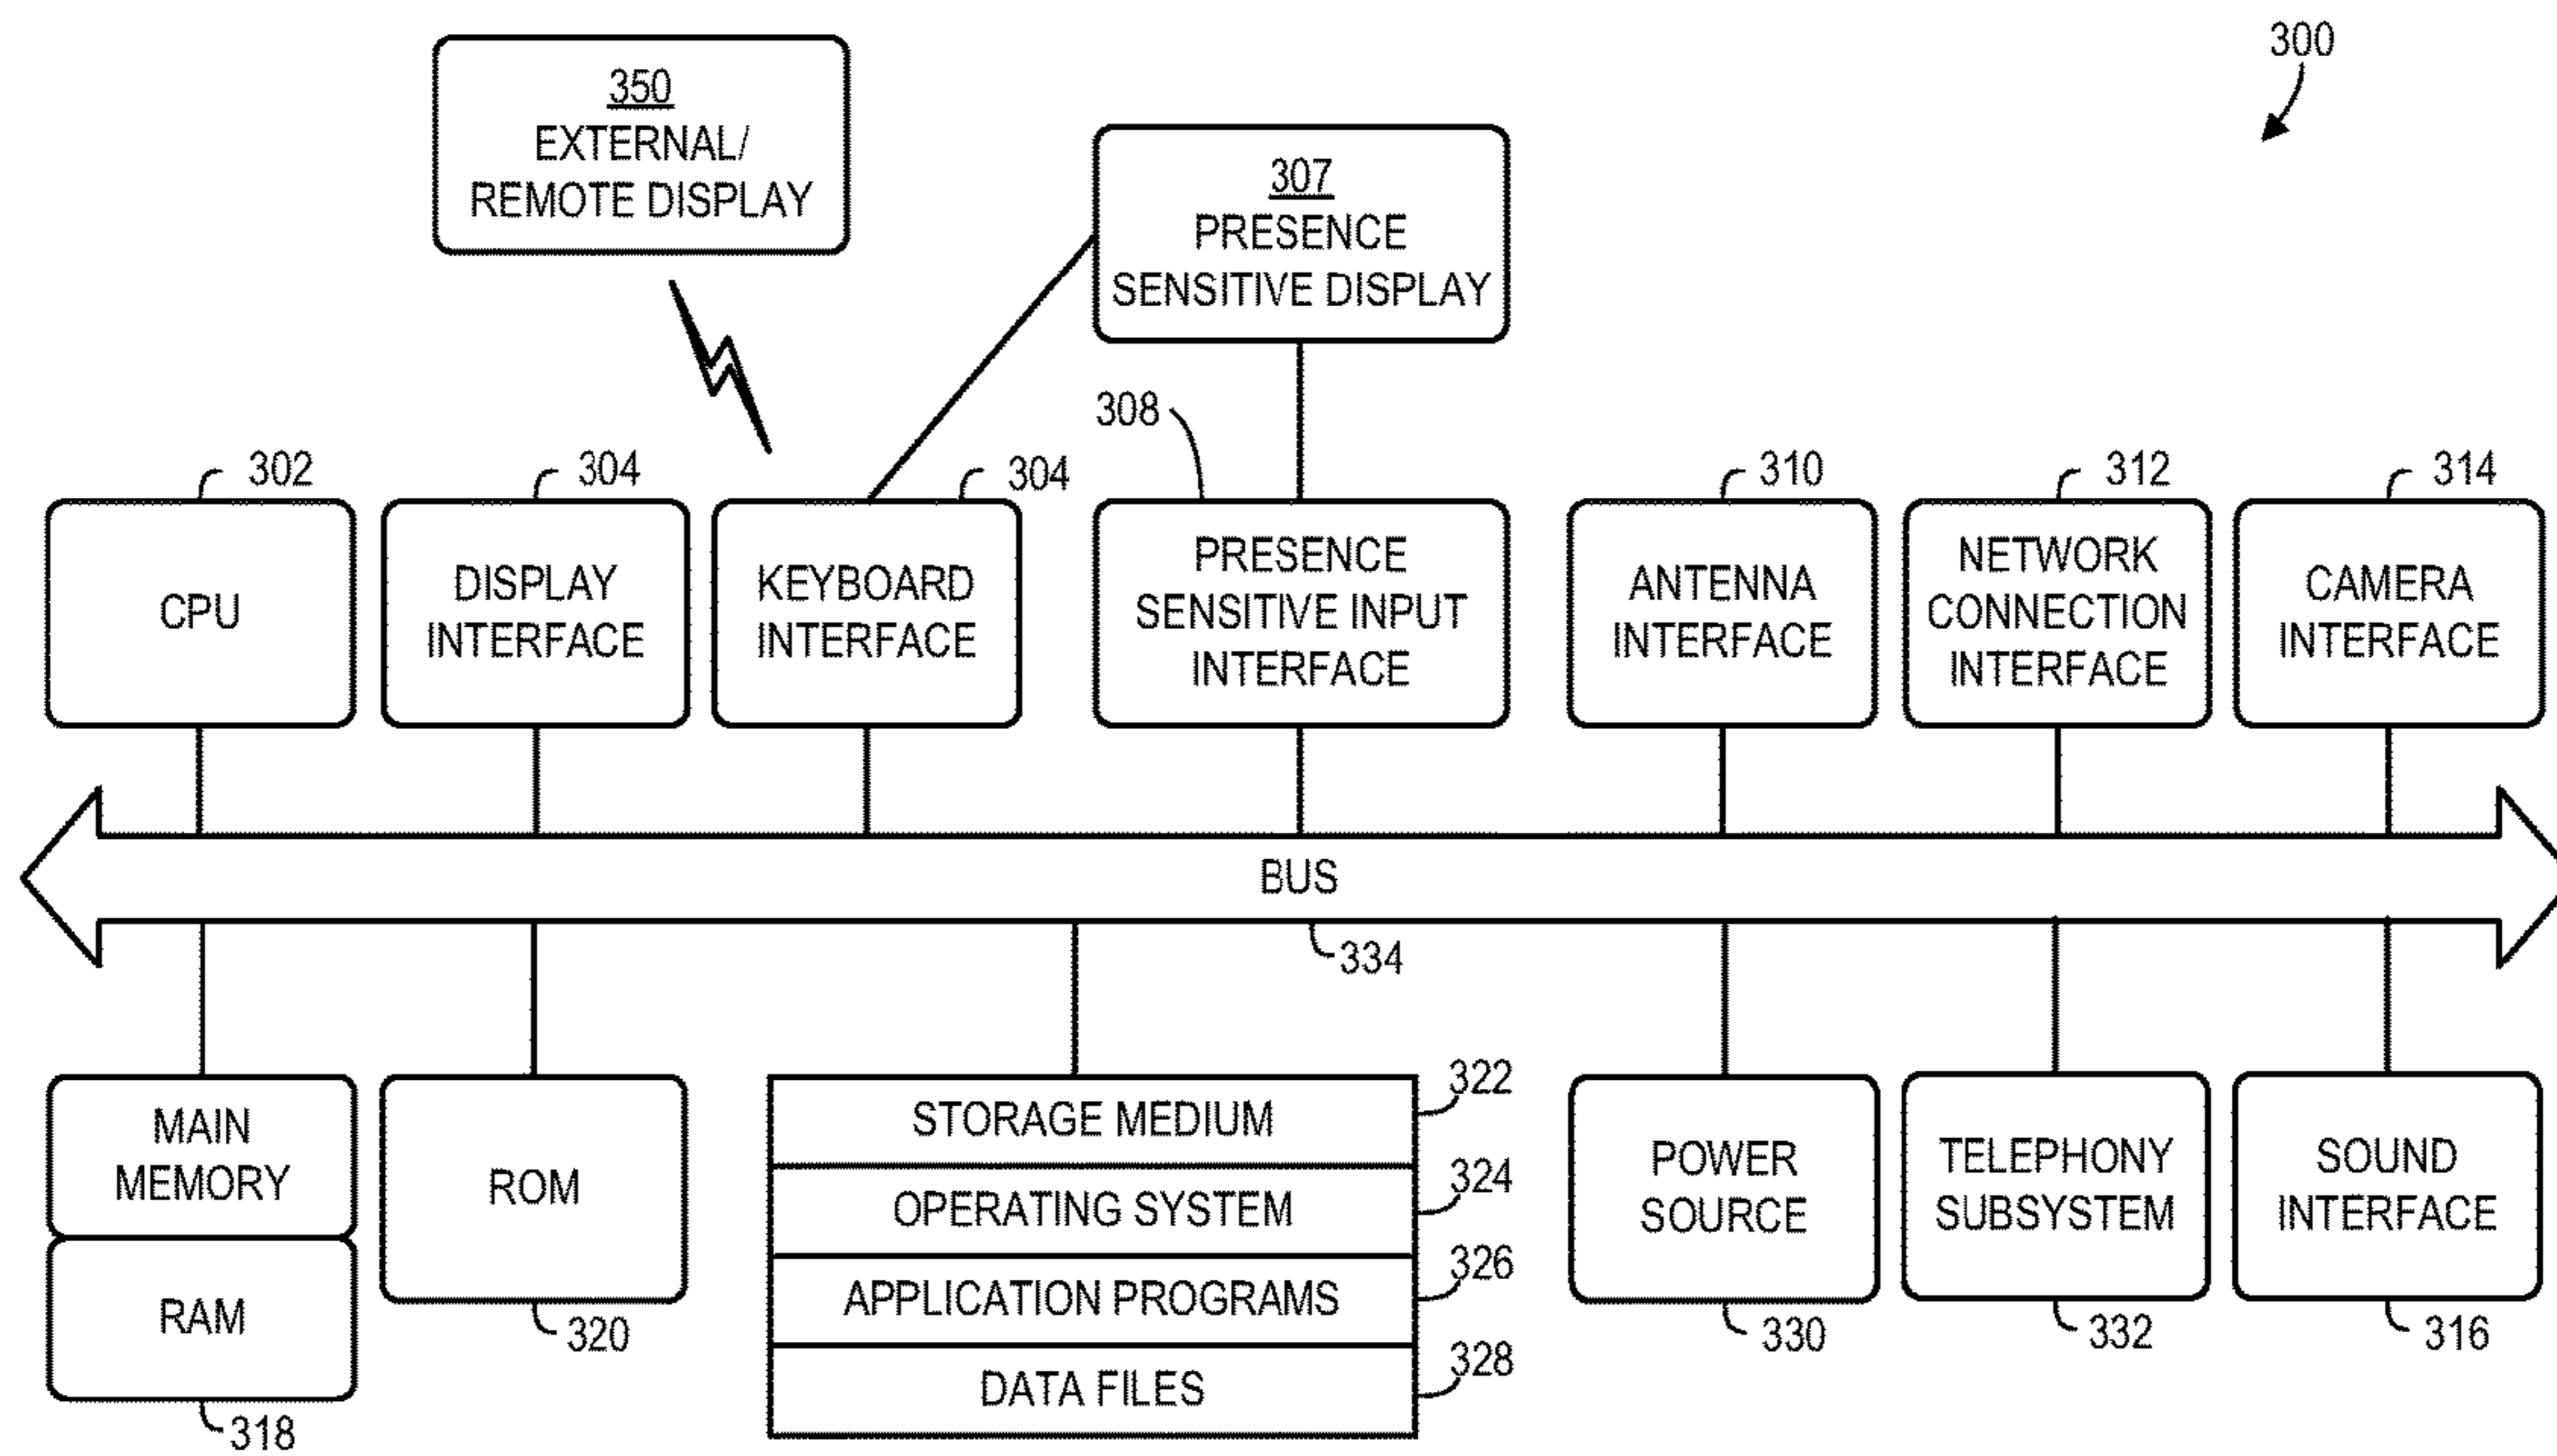 300
350
EXTERNAL/
REMOTE DISPLAY
307
PRESENCE
SENSITIVE DISPLAY
308
302
304
304
310
312
314
CPU
DISPLAY
INTERFACE
KEYBOARD
INTERFACE
PRESENCE
SENSITIVE INPUT
INTERFACE
ANTENNA
INTERFACE
NETWORK
CONNECTION
INTERFACE
CAMERA
INTERFACE
BUS
334
MAIN
MEMORY
RAM
318
ROM
320
STORAGE MEDIUM
322
OPERATING SYSTEM
324
APPLICATION PROGRAMS
326
DATA FILES
328
POWER
SOURCE
330
TELEPHONY
SUBSYSTEM
332
SOUND
INTERFACE
316